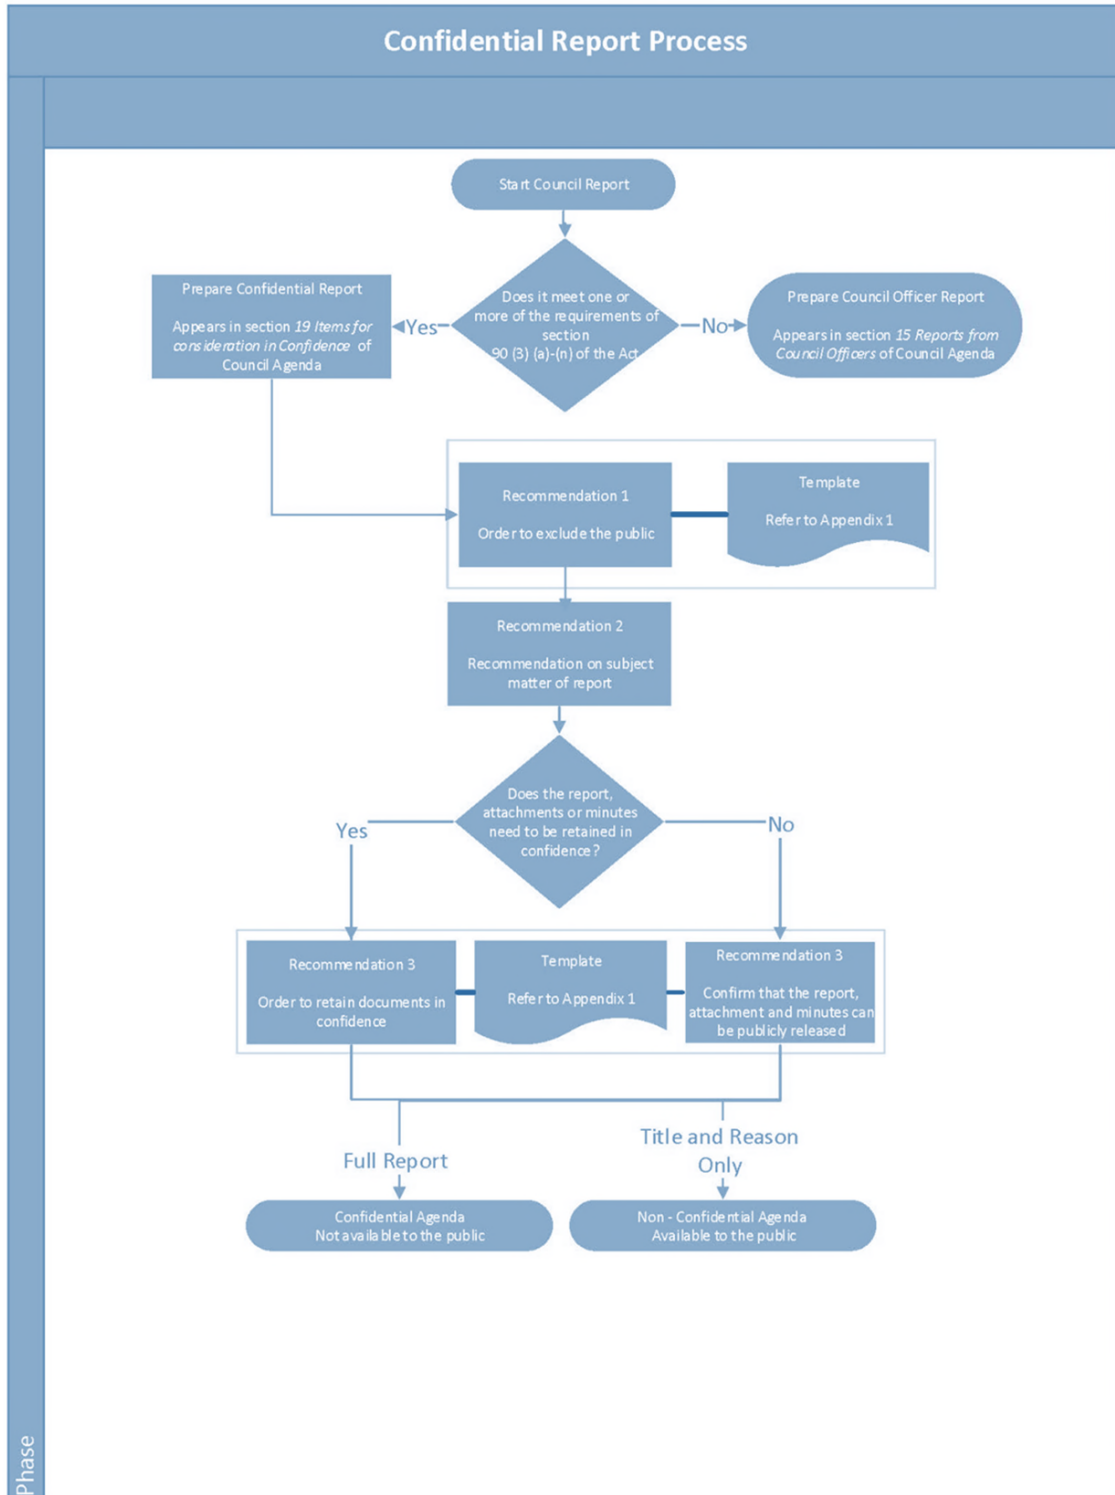 Confidential Report Process
Start Council Report
Does it meet one or
more of the requirements of
section
90 (3) (a)-(n) of the Act
Yes
No
Prepare Confidential Report
Appears in section 19 Items for
consideration in Confidence of
Council Agenda
Prepare Council Officer Report
Appears in section 15 Reports from
Council Officers of Council Agenda
Recommendation 1
Order to exclude the public
Template
Refer to Appendix 1
Recommendation 2
Recommendation on subject
matter of report
Does the report,
attachments or minutes
need to be retained in
confidence?
Yes
No
Recommendation 3
Order to retain documents in
confidence
Template
Refer to Appendix 1
Recommendation 3
Confirm that the report,
attachment and minutes can
be publicly released
Full Report
Title and Reason
Only
Confidential Agenda
Not available to the public
Non - Confidential Agenda
Available to the public
Phase